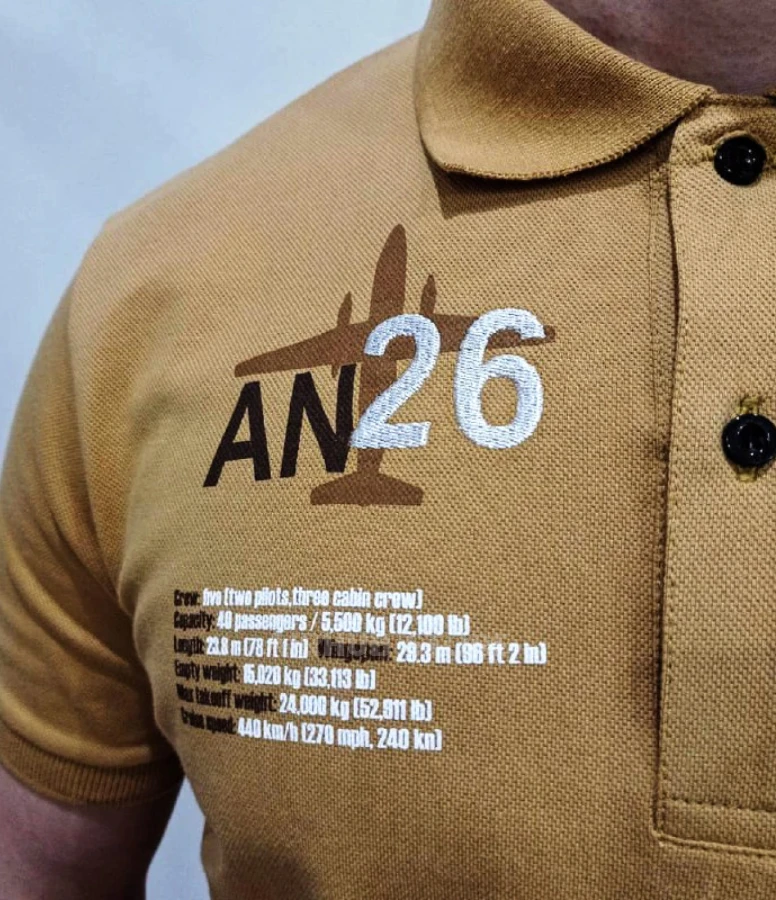 AN26
Crew: five (two pilots,three cabin crew)
Capacity: 40 passengers / 5,500 kg (12,100 lb)
Length: 23.8 m (78 ft 1 in) Wingspan: 29.3 m (96 ft 2 in)
Empty weight: 15,020 kg (33,113 lb)
Max takeoff weight: 24,000 kg (52,911 lb)
Cruise speed: 440 km/h (270 mph, 240 kn)